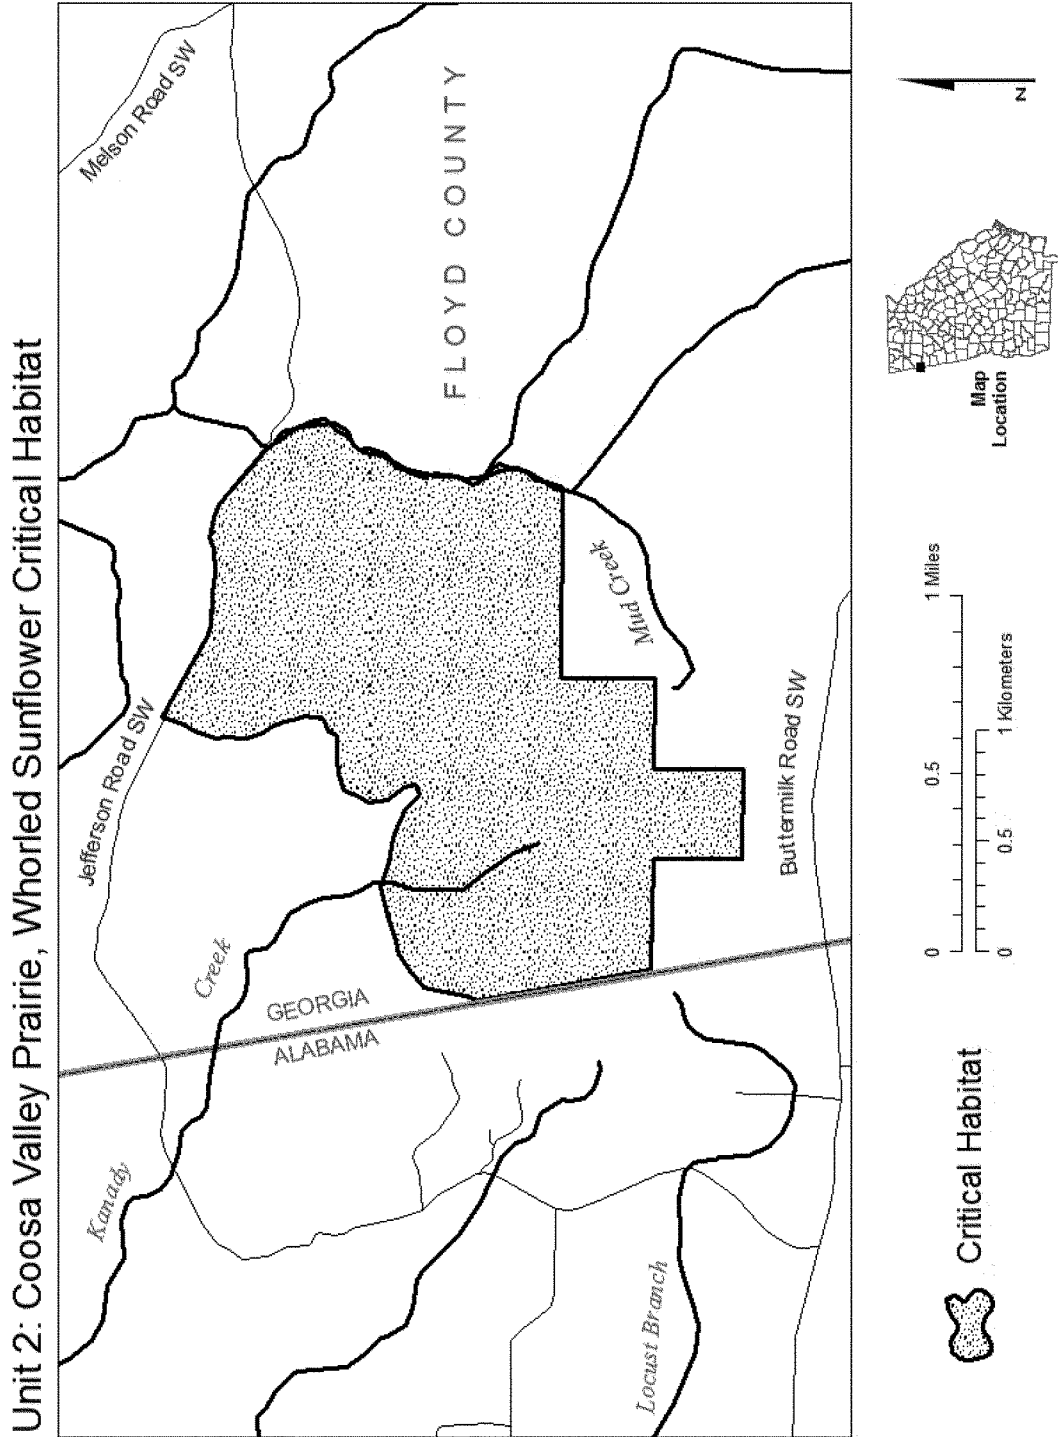 Unit 2: Coosa Valley Prairie, Whorled Sunflower Critical Habitat
Melson Road SW
Jefferson Road SW
FLOYD COUNTY
Kanady
Creek
GEORGIA
ALABAMA
Mud Creek
Locust Branch
Buttermilk Road SW
Critical Habitat
0
0.5
1 Miles
0
0.5
1 Kilometers
Map
Location
N